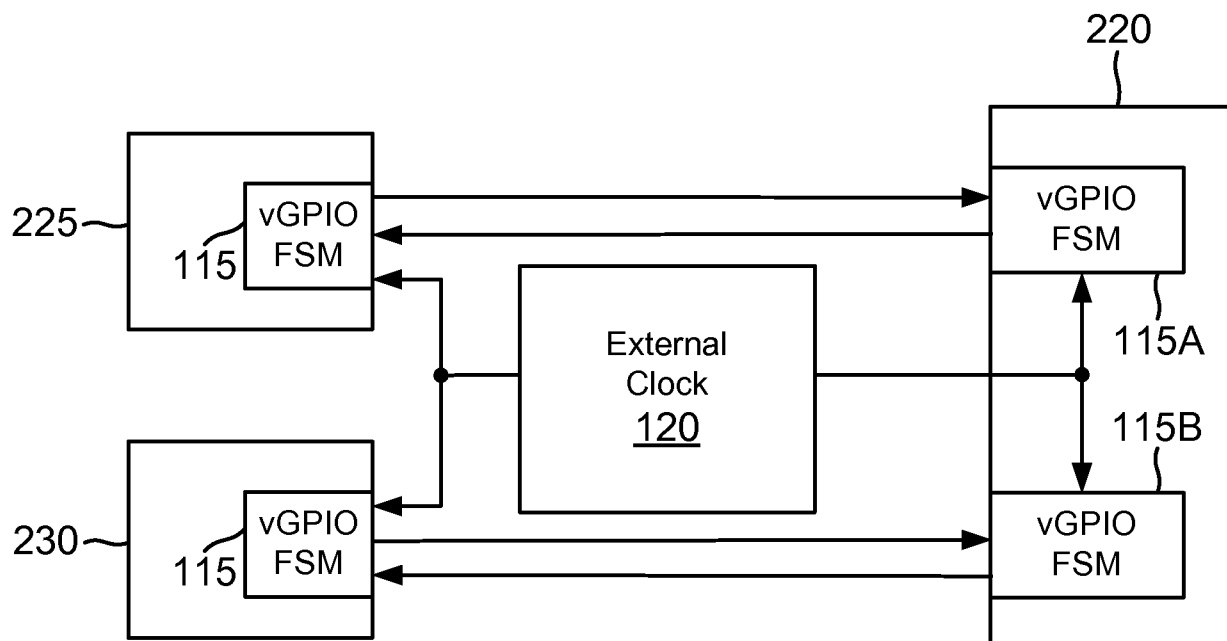 220
vGPIO
FSM
225
115
vGPIO
FSM
115A
External
Clock
120
115B
vGPIO
FSM
230
115
vGPIO
FSM